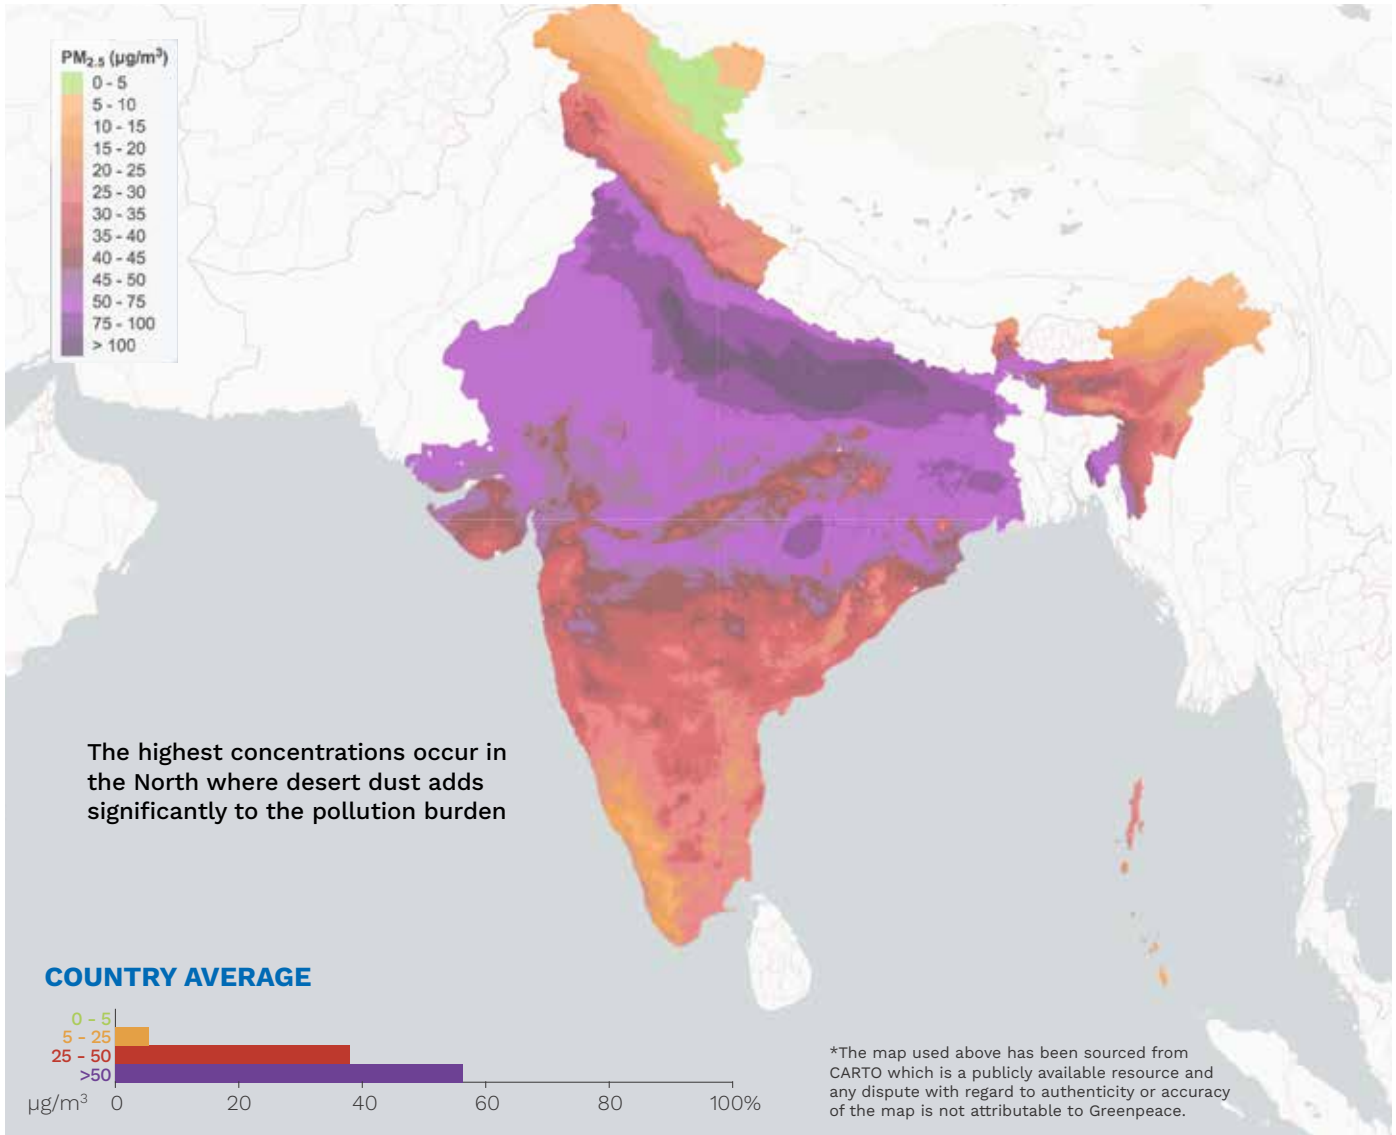 PM2.5 (µg/m³)
0 - 5
5 - 10
10 - 15
15 - 20
20 - 25
25 - 30
30 - 35
35 - 40
40 - 45
45 - 50
50 - 75
75 - 100
> 100
The highest concentrations occur in
the North where desert dust adds
significantly to the pollution burden
COUNTRY AVERAGE
0 - 5
5 - 25
25 - 50
>50
µg/m³ 0 20 40 60 80 100%
*The map used above has been sourced from
CARTO which is a publicly available resource and
any dispute with regard to authenticity or accuracy
of the map is not attributable to Greenpeace.